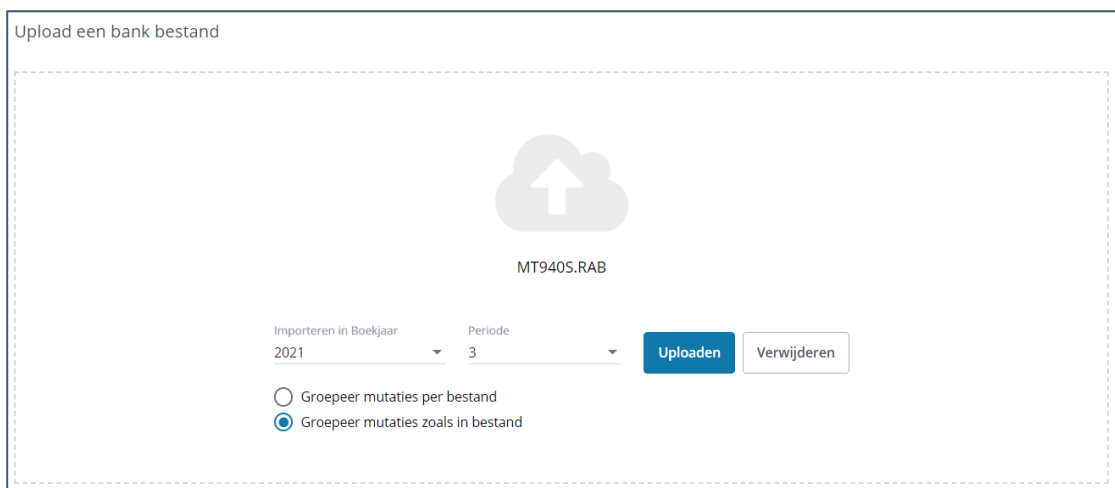 Upload een bank bestand
MT940S.RAB
Importeren in Boekjaar Periode
2021 3 Uploaden Verwijderen
Groepeer mutaties per bestand
Groepeer mutaties zoals in bestand